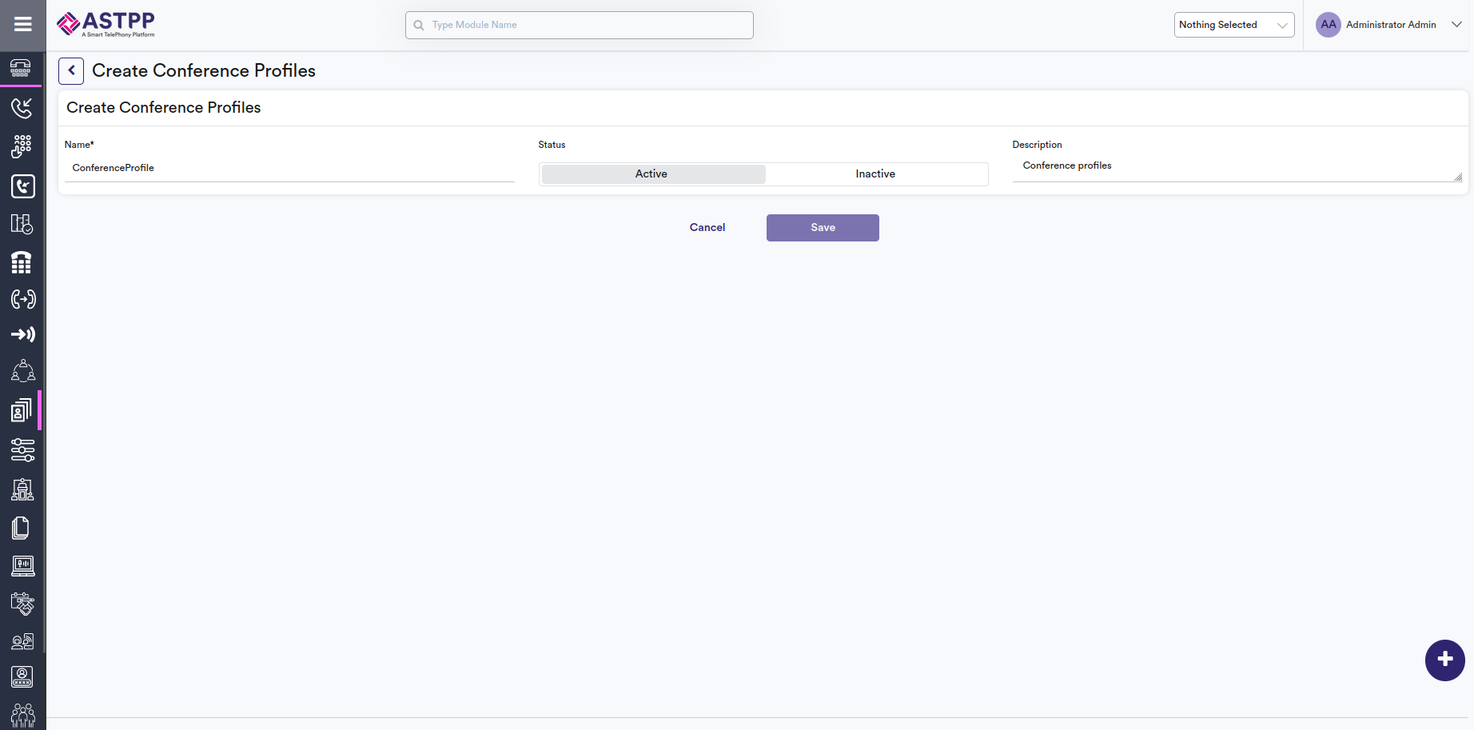 ASTPP
A Smart TelePhony Platform
Type Module Name
Nothing Selected
AA
Administrator Admin
Create Conference Profiles
Create Conference Profiles
Name*
Status
Description
ConferenceProfile
Active
Inactive
Conference profiles
Cancel
Save